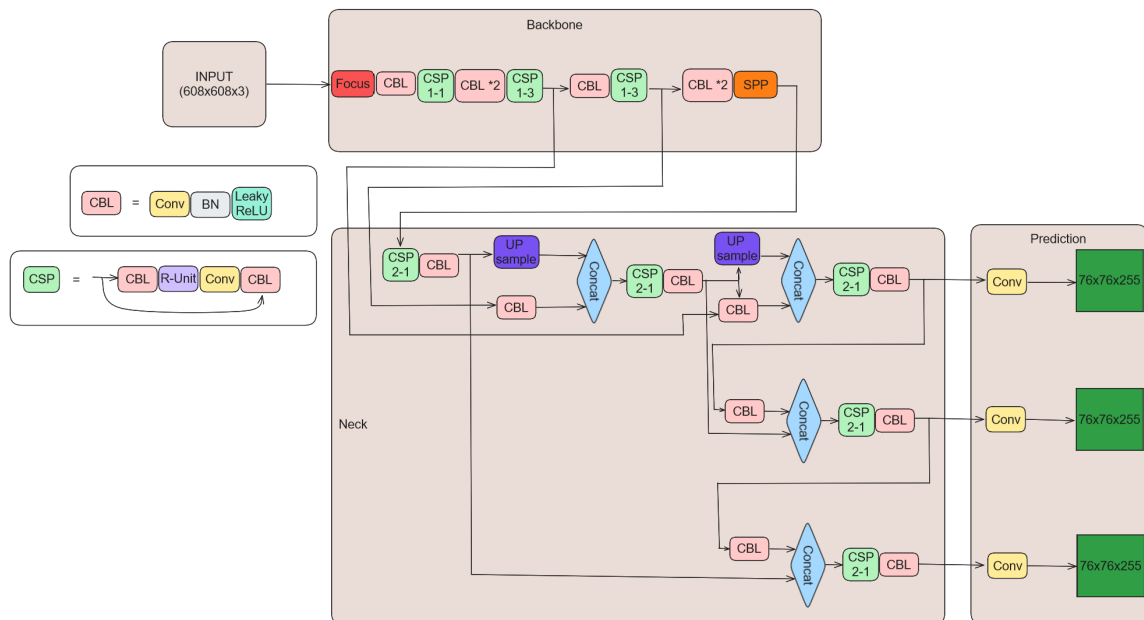 Backbone
INPUT
(608x608x3)
Focus
CBL
CSP
1-1
CBL *2
CSP
1-3
CBL
CSP
1-3
CBL *2
SPP
CBL
=
Conv
BN
Leaky
ReLU
CSP
=
CBL
R-Unit
Conv
CBL
Neck
CSP
2-1
CBL
UP
sample
CBL
Concat
CSP
2-1
CBL
UP
sample
CBL
Concat
CSP
2-1
CBL
CBL
Concat
CSP
2-1
CBL
CBL
Concat
CSP
2-1
CBL
Prediction
Conv
76x76x255
Conv
76x76x255
Conv
76x76x255